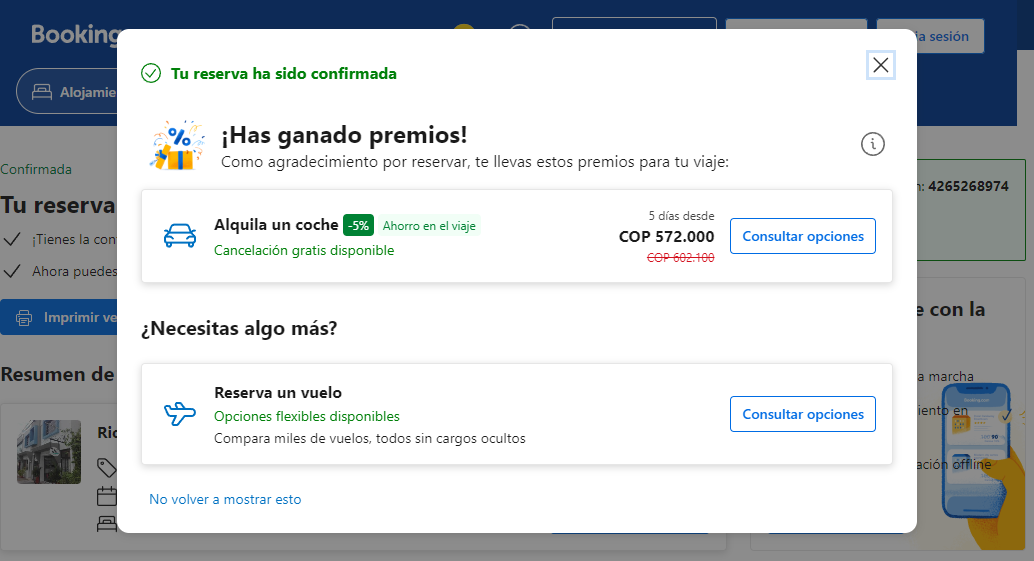 Booking
ia sesión
Alojamie
Tu reserva ha sido confirmada
¡Has ganado premios!
Como agradecimiento por reservar, te llevas estos premios para tu viaje:
Confirmada
n: 4265268974
Tu reserva
¡Tienes la con
Ahora puedes
Imprimir ve
Alquila un coche -5% Ahorro en el viaje
Cancelación gratis disponible
5 días desde
COP 572.000
COP 602.100
Consultar opciones
¿Necesitas algo más?
e con la
Resumen de
Reserva un vuelo
Opciones flexibles disponibles
Compara miles de vuelos, todos sin cargos ocultos
Consultar opciones
a marcha
iento en
ación offline
Booking.com
Ric
No volver a mostrar esto